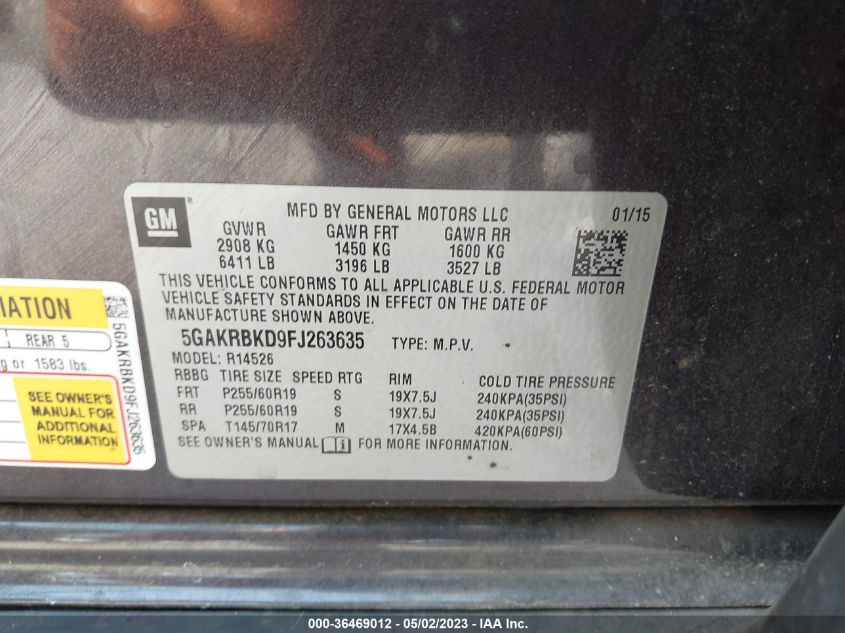 GM
®
MFD BY GENERAL MOTORS LLC 01/15
GVWR GAWR FRT GAWR RR
2908 KG 1450 KG 1600 KG
6411 LB 3196 LB 3527 LB
THIS VEHICLE CONFORMS TO ALL APPLICABLE U.S. FEDERAL MOTOR
VEHICLE SAFETY STANDARDS IN EFFECT ON THE DATE OF
MANUFACTURE SHOWN ABOVE.
5GAKRBKD9FJ263635 TYPE: M.P.V.
MODEL: R14526
RBBG TIRE SIZE SPEED RTG RIM COLD TIRE PRESSURE
FRT P255/60R19 S 19X7.5J 240KPA(35PSI)
RR P255/60R19 S 19X7.5J 240KPA(35PSI)
SPA T145/70R17 M 17X4.5B 420KPA(60PSI)
SEE OWNER'S MANUAL i FOR MORE INFORMATION.
REAR 5
or 1583 lbs.
SEE OWNER'S
MANUAL FOR
ADDITIONAL
INFORMATION
5GAKRBKD9FJ263635
000-36469012 - 05/02/2023 - IAA Inc.